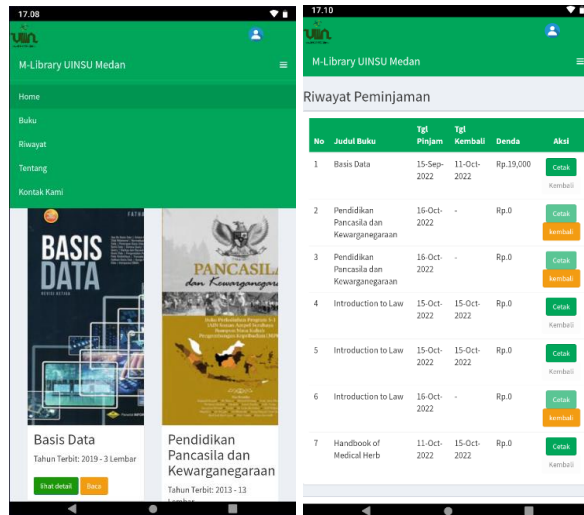 17.08
UIN
M-Library UINSU Medan
Home
Buku
Riwayat
Tentang
Kontak Kami
BASIS
DATA
PANCASILA
dan Kewarganegaraan
Basis Data
Tahun Terbit: 2019 - 3 Lembar
lihat detail Baca
Pendidikan
Pancasila dan
Kewarganegaraan
Tahun Terbit: 2013 - 13
Lembar
17.10
UIN
M-Library UINSU Medan
Riwayat Peminjaman
No Judul Buku Tgl Pinjam Tgl Kembali Denda Aksi
1 Basis Data 15-Sep-2022 11-Oct-2022 Rp.19,000 Cetak
Kembali
2 Pendidikan Pancasila dan Kewarganegaraan 16-Oct-2022 - Rp.0 Cetak
kembali
3 Pendidikan Pancasila dan Kewarganegaraan 16-Oct-2022 - Rp.0 Cetak
kembali
4 Introduction to Law 15-Oct-2022 15-Oct-2022 Rp.0 Cetak
Kembali
5 Introduction to Law 15-Oct-2022 15-Oct-2022 Rp.0 Cetak
Kembali
6 Introduction to Law 16-Oct-2022 - Rp.0 Cetak
kembali
7 Handbook of Medical Herb 11-Oct-2022 15-Oct-2022 Rp.0 Cetak
Kembali